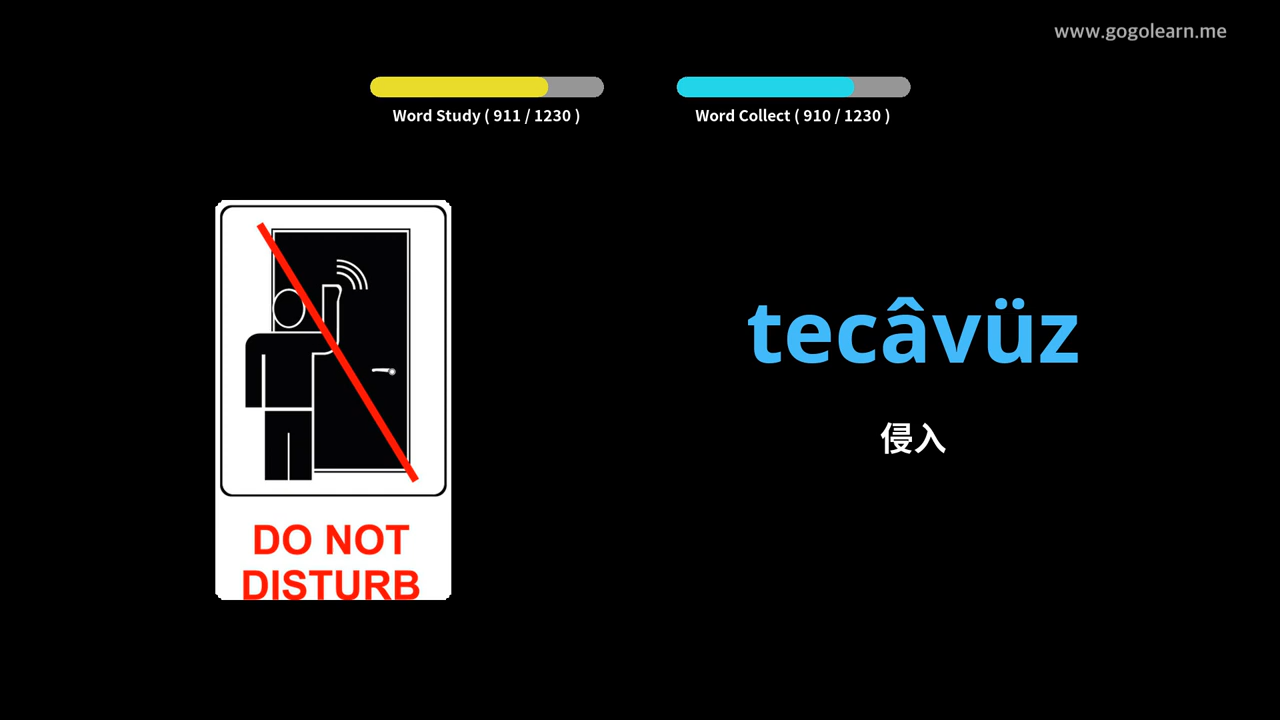 www.gogolearn.me
Word Study ( 911 / 1230 )
Word Collect ( 910 / 1230 )
tecâvüz
侵入
DO NOT
DISTURB